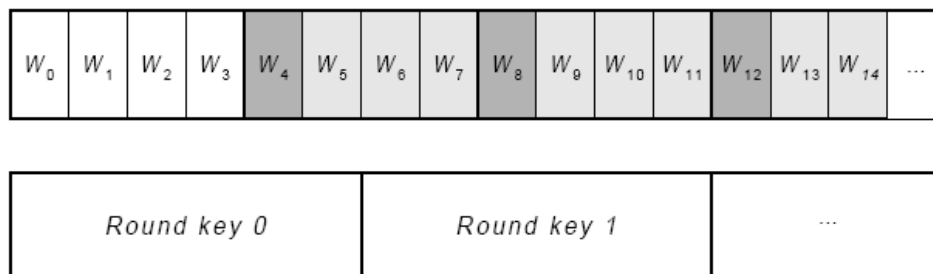 W₀ W₁ W₂ W₃ W₄ W₅ W₆ W₇ W₈ W₉ W₁₀ W₁₁ W₁₂ W₁₃ W₁₄ ...
Round key 0 Round key 1 ...